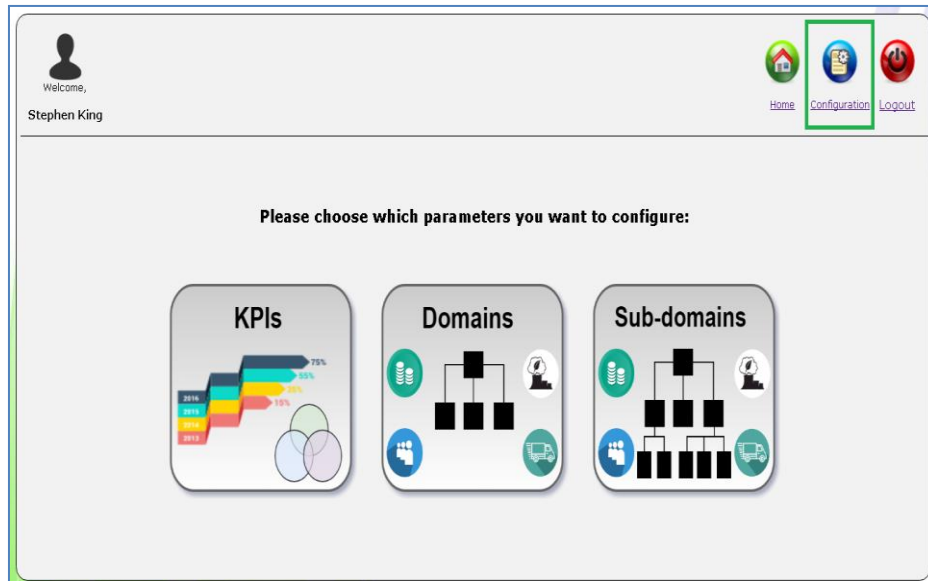 Welcome,
Stephen King
Home
Configuration
Logout
Please choose which parameters you want to configure:
KPIs
75%
55%
2016
2015
2014
2013
15%
Domains
Sub-domains